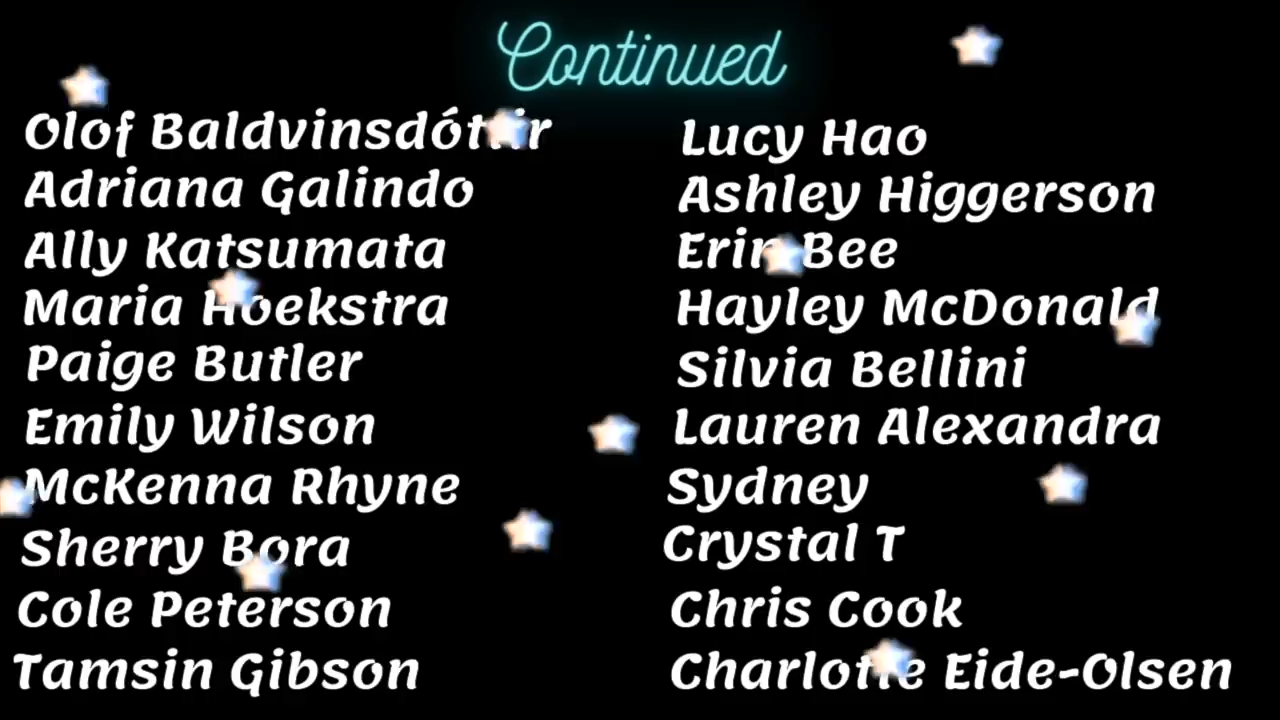 Continued
Olof Baldvinsdóttir
Adriana Galindo
Ally Katsumata
Maria Hoekstra
Paige Butler
Emily Wilson
McKenna Rhyne
Sherry Bora
Cole Peterson
Tamsin Gibson
Lucy Hao
Ashley Higgerson
Erin Bee
Hayley McDonald
Silvia Bellini
Lauren Alexandra
Sydney
Crystal T
Chris Cook
Charlotte Eide-Olsen